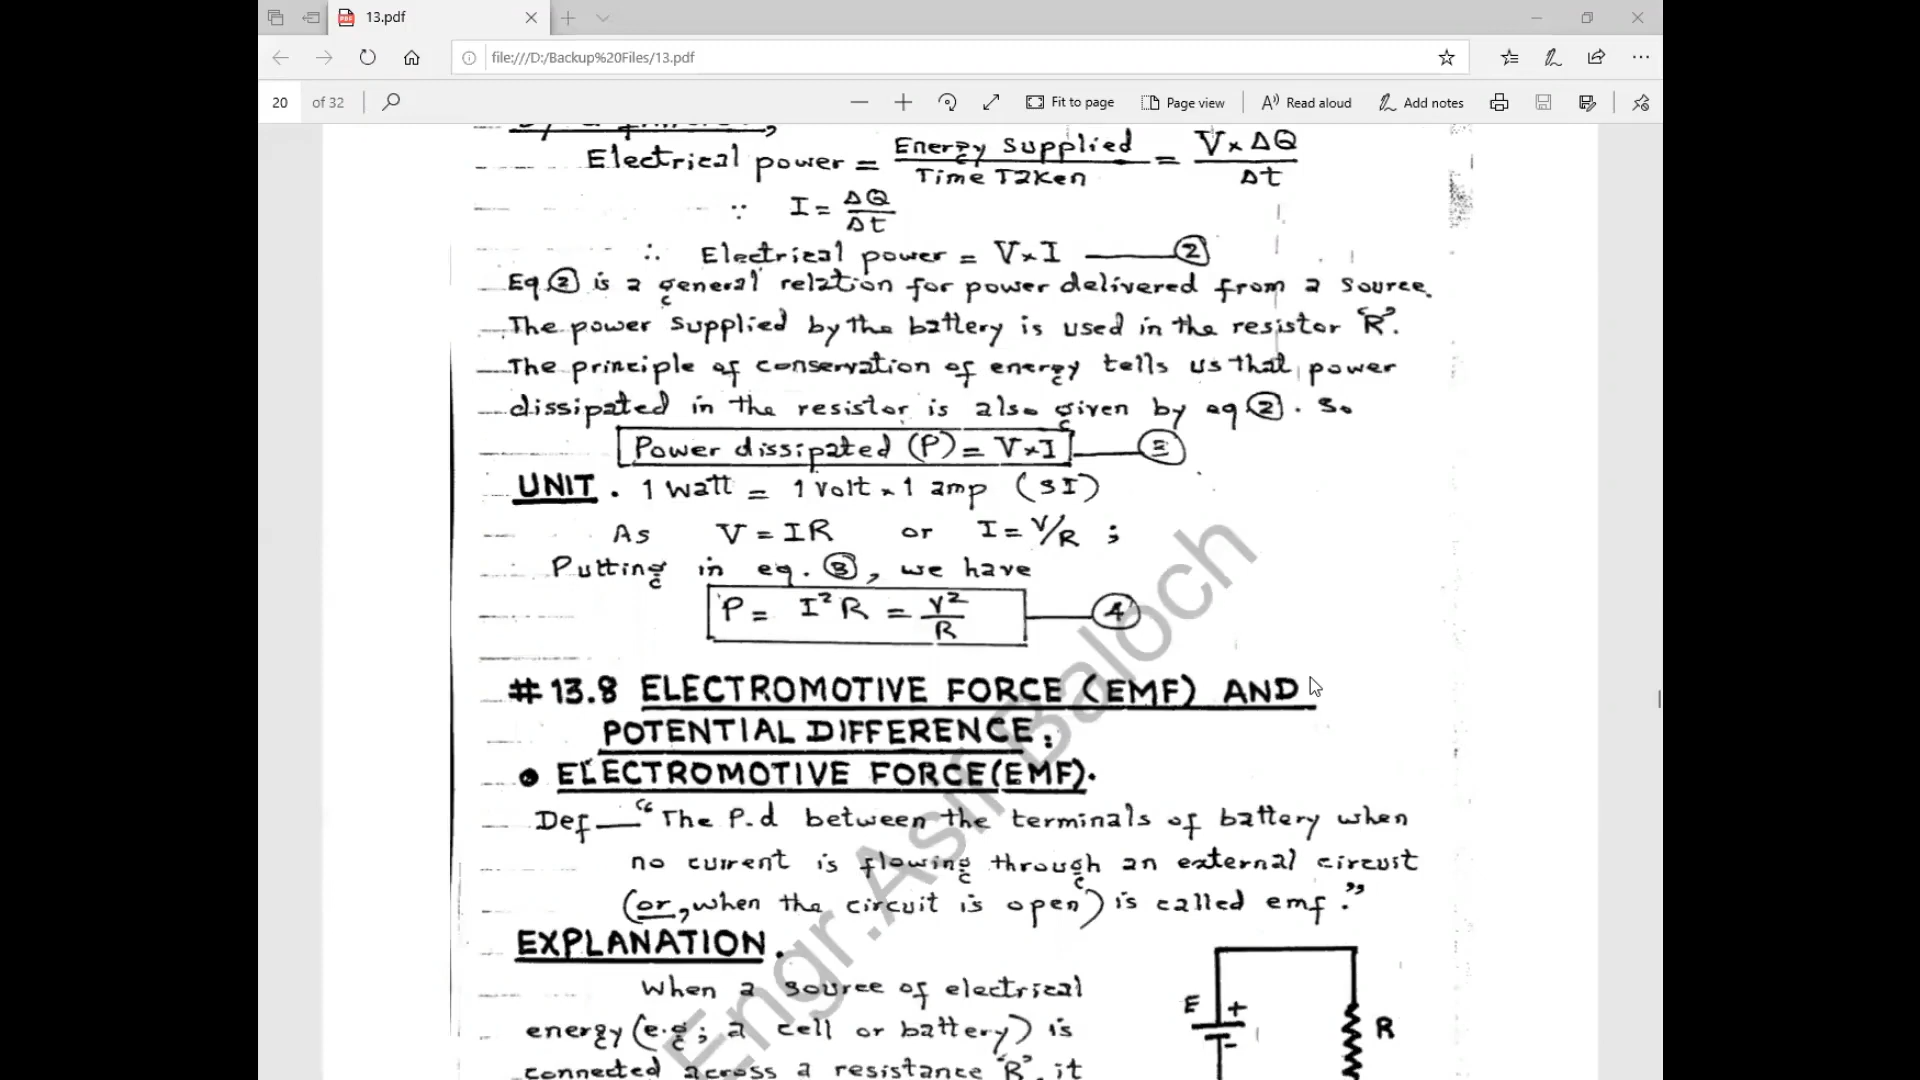 13.pdf
file:///D:/Backup%20Files/13.pdf
20 of 32
Fit to page
Page view
Read aloud
Add notes
Electrical power = Energy Supplied / Time Taken = V×ΔQ / Δt
∵ I = ΔQ / Δt
∴ Electrical power = V×I ②
Eq ② is a general relation for power delivered from a source.
The power supplied by the battery is used in the resistor 'R'.
The principle of conservation of energy tells us that power
dissipated in the resistor is also given by eq ②. So
Power dissipated (P) = V×I ③
UNIT. 1 Watt = 1 volt × 1 amp (SI)
As V = IR or I = V/R ;
Putting in eq. ③, we have
P = I²R = V²/R ④
# 13.8 ELECTROMOTIVE FORCE (EMF) AND
POTENTIAL DIFFERENCE:
• ELECTROMOTIVE FORCE (EMF).
Def — "The P.d between the terminals of battery when
no current is flowing through an external circuit
(or, when the circuit is open) is called emf."
EXPLANATION.
When a source of electrical
energy (e.g; a cell or battery) is
connected across a resistance 'R', it
E + -
R
Engr. Asif Baloch